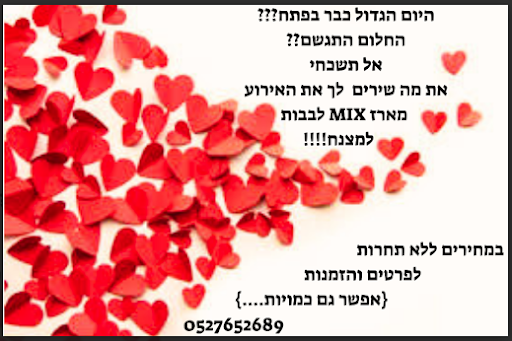 היום הגדול כבר בפתח???
החלום התגשם??
אל תשכחי
את מה שירים לך את האירוע
מארז MIX לבבות
למצנח!!!!
במחירים ללא תחרות
לפרטים והזמנות
{אפשר גם כמויות....}
0527652689